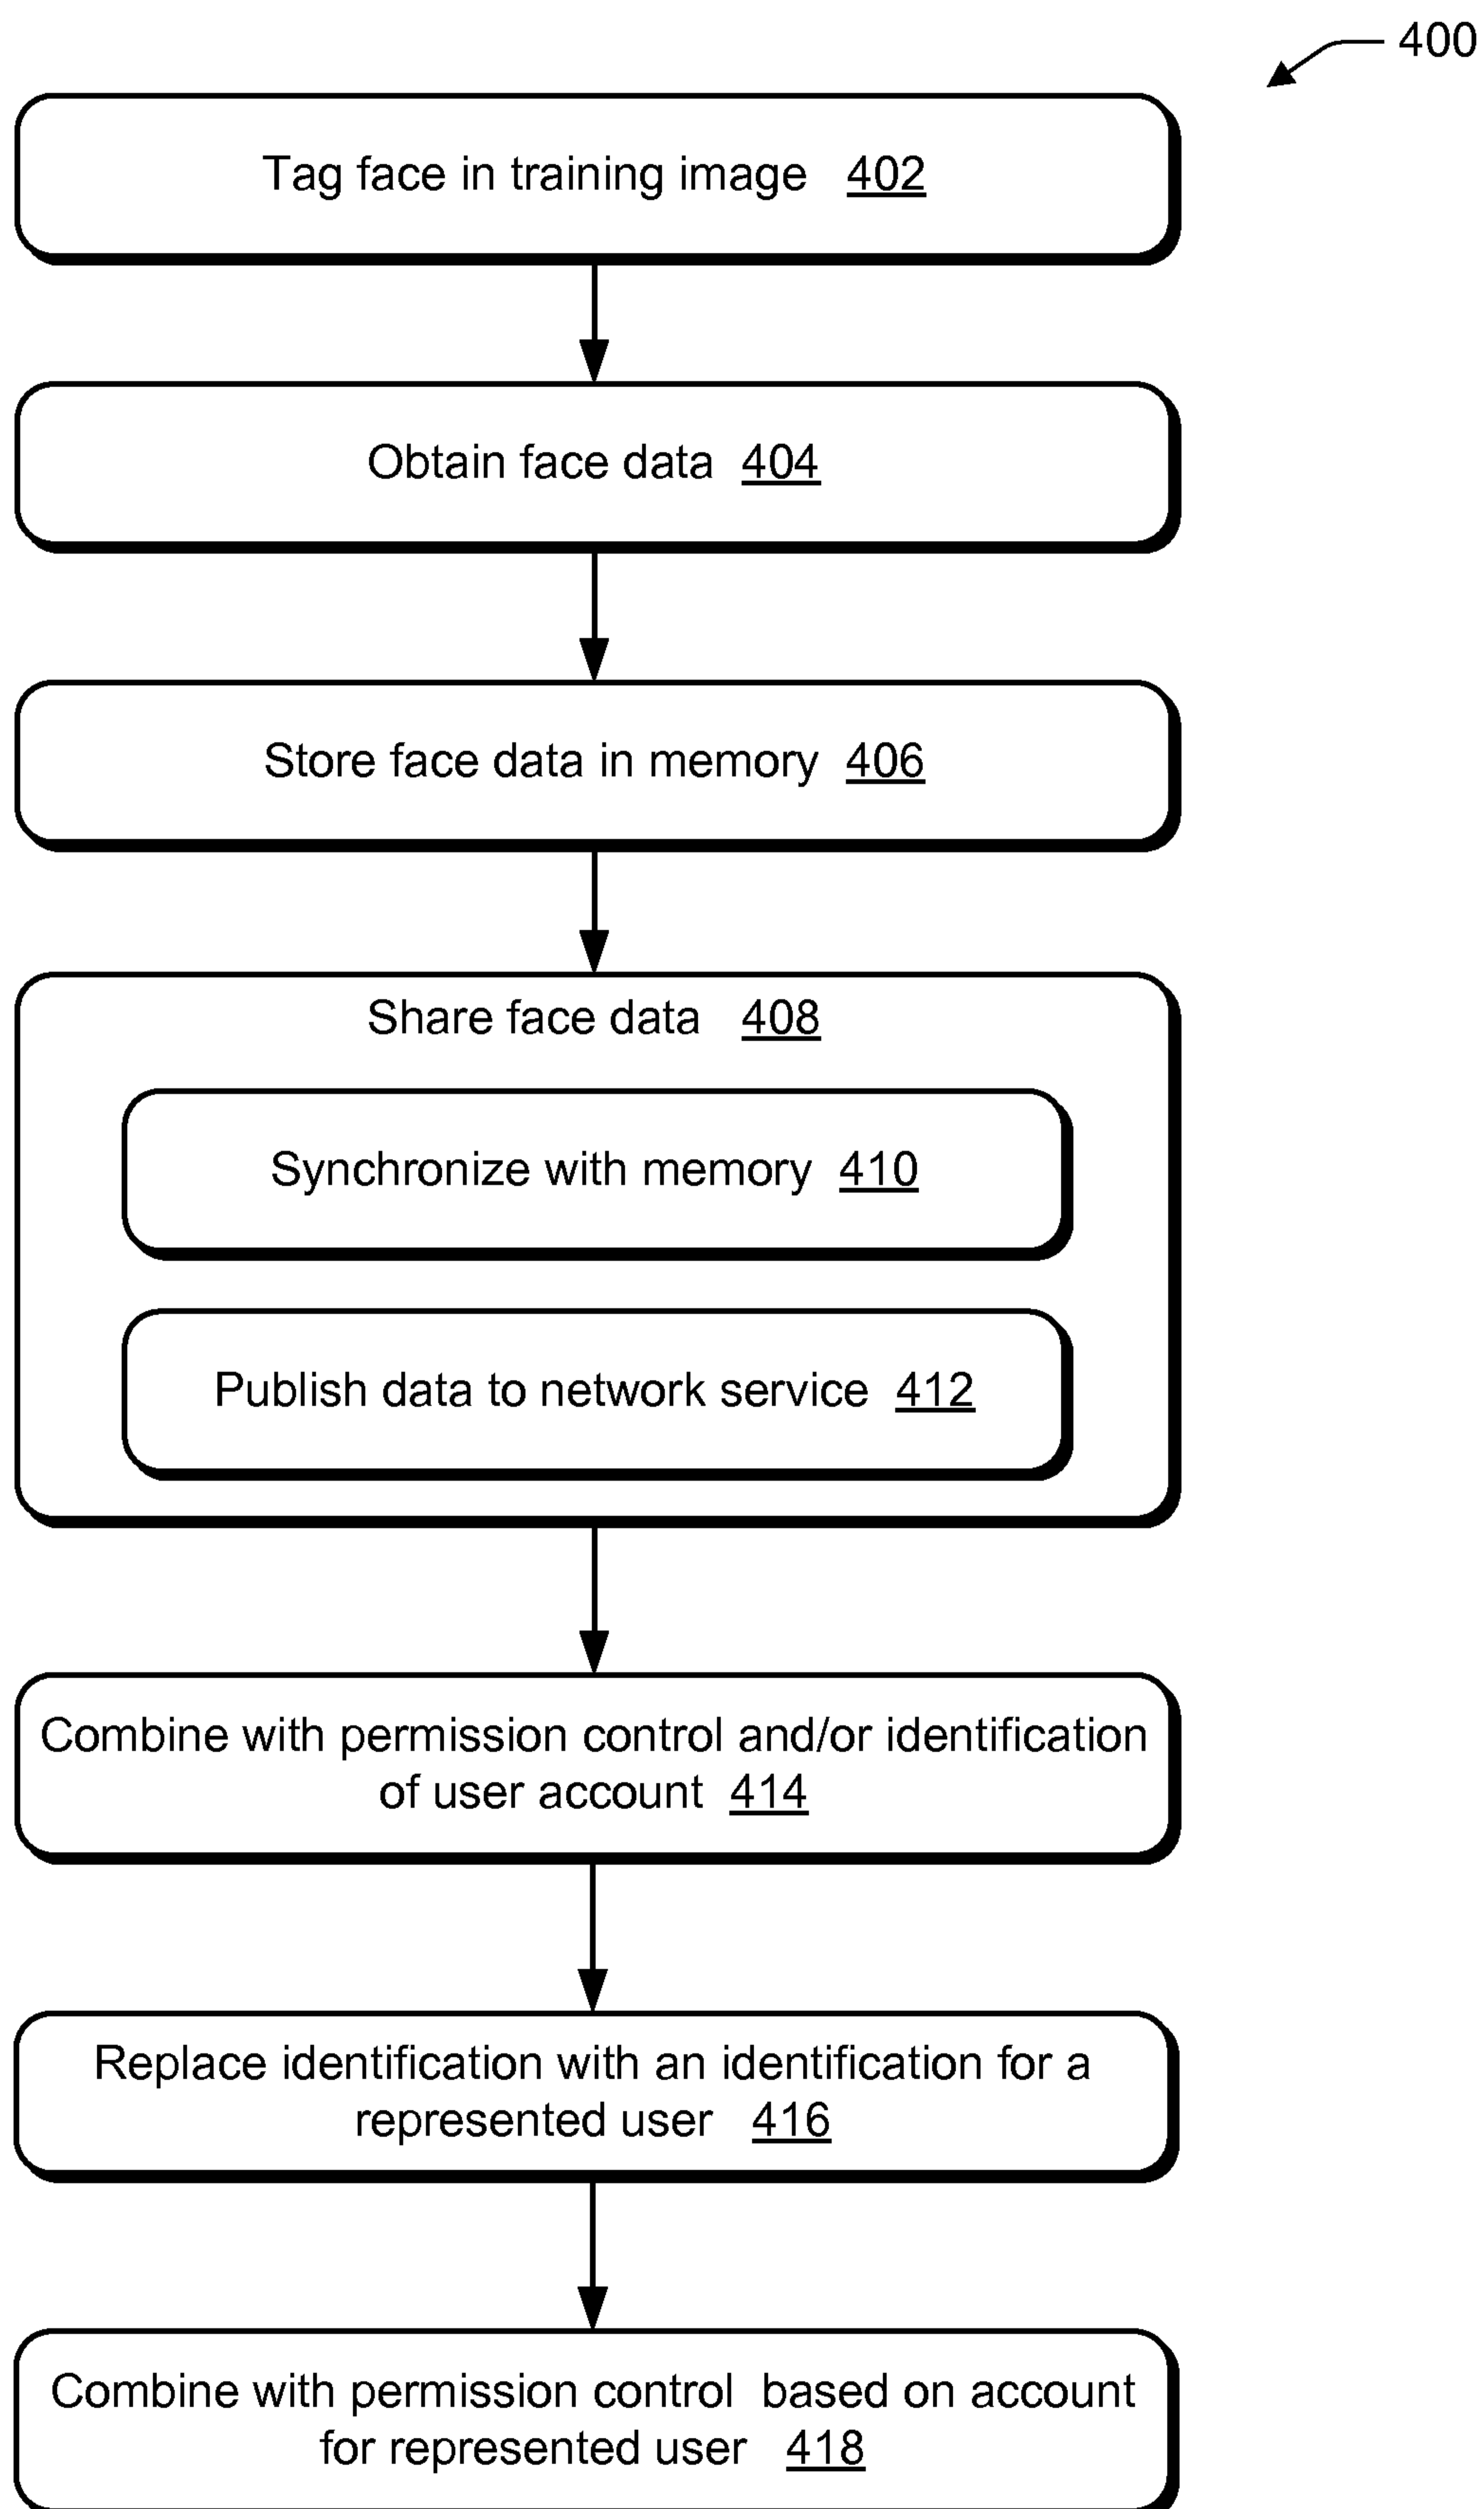 400
Tag face in training image 402
Obtain face data 404
Store face data in memory 406
Share face data 408
Synchronize with memory 410
Publish data to network service 412
Combine with permission control and/or identification
of user account 414
Replace identification with an identification for a
represented user 416
Combine with permission control based on account
for represented user 418